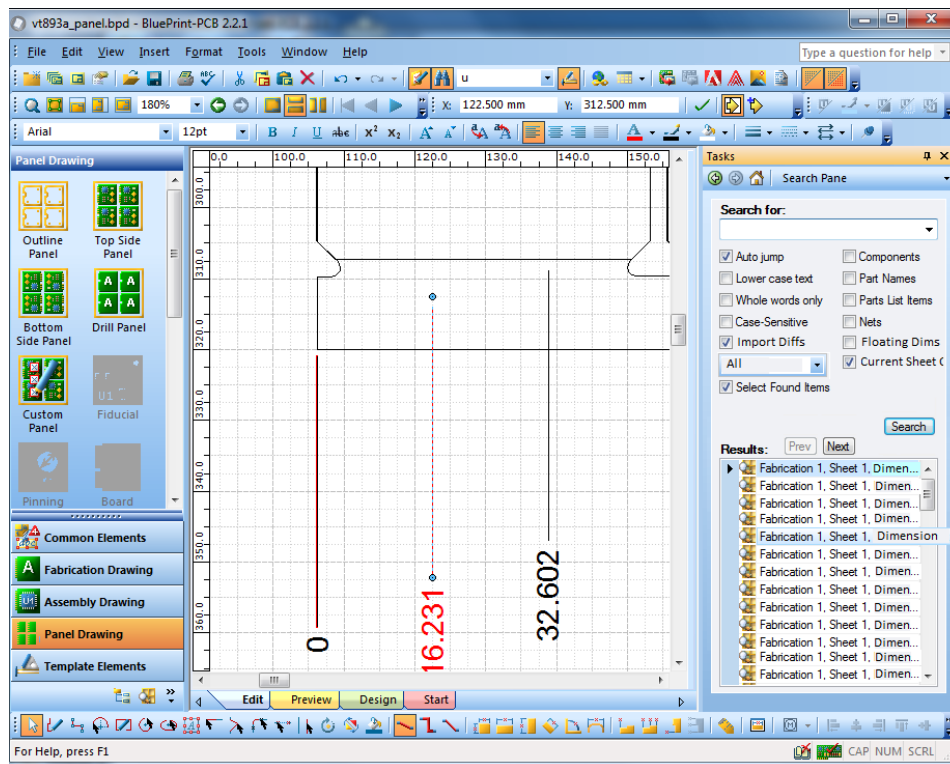 vt893a_panel.bpd - BluePrint-PCB 2.2.1
File Edit View Insert Format Tools Window Help
Type a question for help
u
180%
X: 122.500 mm Y: 312.500 mm
Arial 12pt B I U abc x² x₂ A A
Panel Drawing
Outline Panel
Top Side Panel
Bottom Side Panel
Drill Panel
Custom Panel
Fiducial
Pinning
Board
Common Elements
Fabrication Drawing
Assembly Drawing
Panel Drawing
Template Elements
0.0 100.0 110.0 120.0 130.0 140.0 150.0
300.0
310.0
320.0
330.0
340.0
350.0
360.0
0
16.231
32.602
Edit Preview Design Start
Tasks
Search Pane
Search for:
Auto jump Components
Lower case text Part Names
Whole words only Parts List Items
Case-Sensitive Nets
Import Diffs Floating Dims
All Current Sheet
Select Found Items
Search
Results: Prev Next
Fabrication 1, Sheet 1, Dimen...
Fabrication 1, Sheet 1, Dimen...
Fabrication 1, Sheet 1, Dimen...
Fabrication 1, Sheet 1, Dimen...
Fabrication 1, Sheet 1, Dimension
Fabrication 1, Sheet 1, Dimen...
Fabrication 1, Sheet 1, Dimen...
Fabrication 1, Sheet 1, Dimen...
Fabrication 1, Sheet 1, Dimen...
Fabrication 1, Sheet 1, Dimen...
Fabrication 1, Sheet 1, Dimen...
Fabrication 1, Sheet 1, Dimen...
Fabrication 1, Sheet 1, Dimen...
For Help, press F1
CAP NUM SCRL